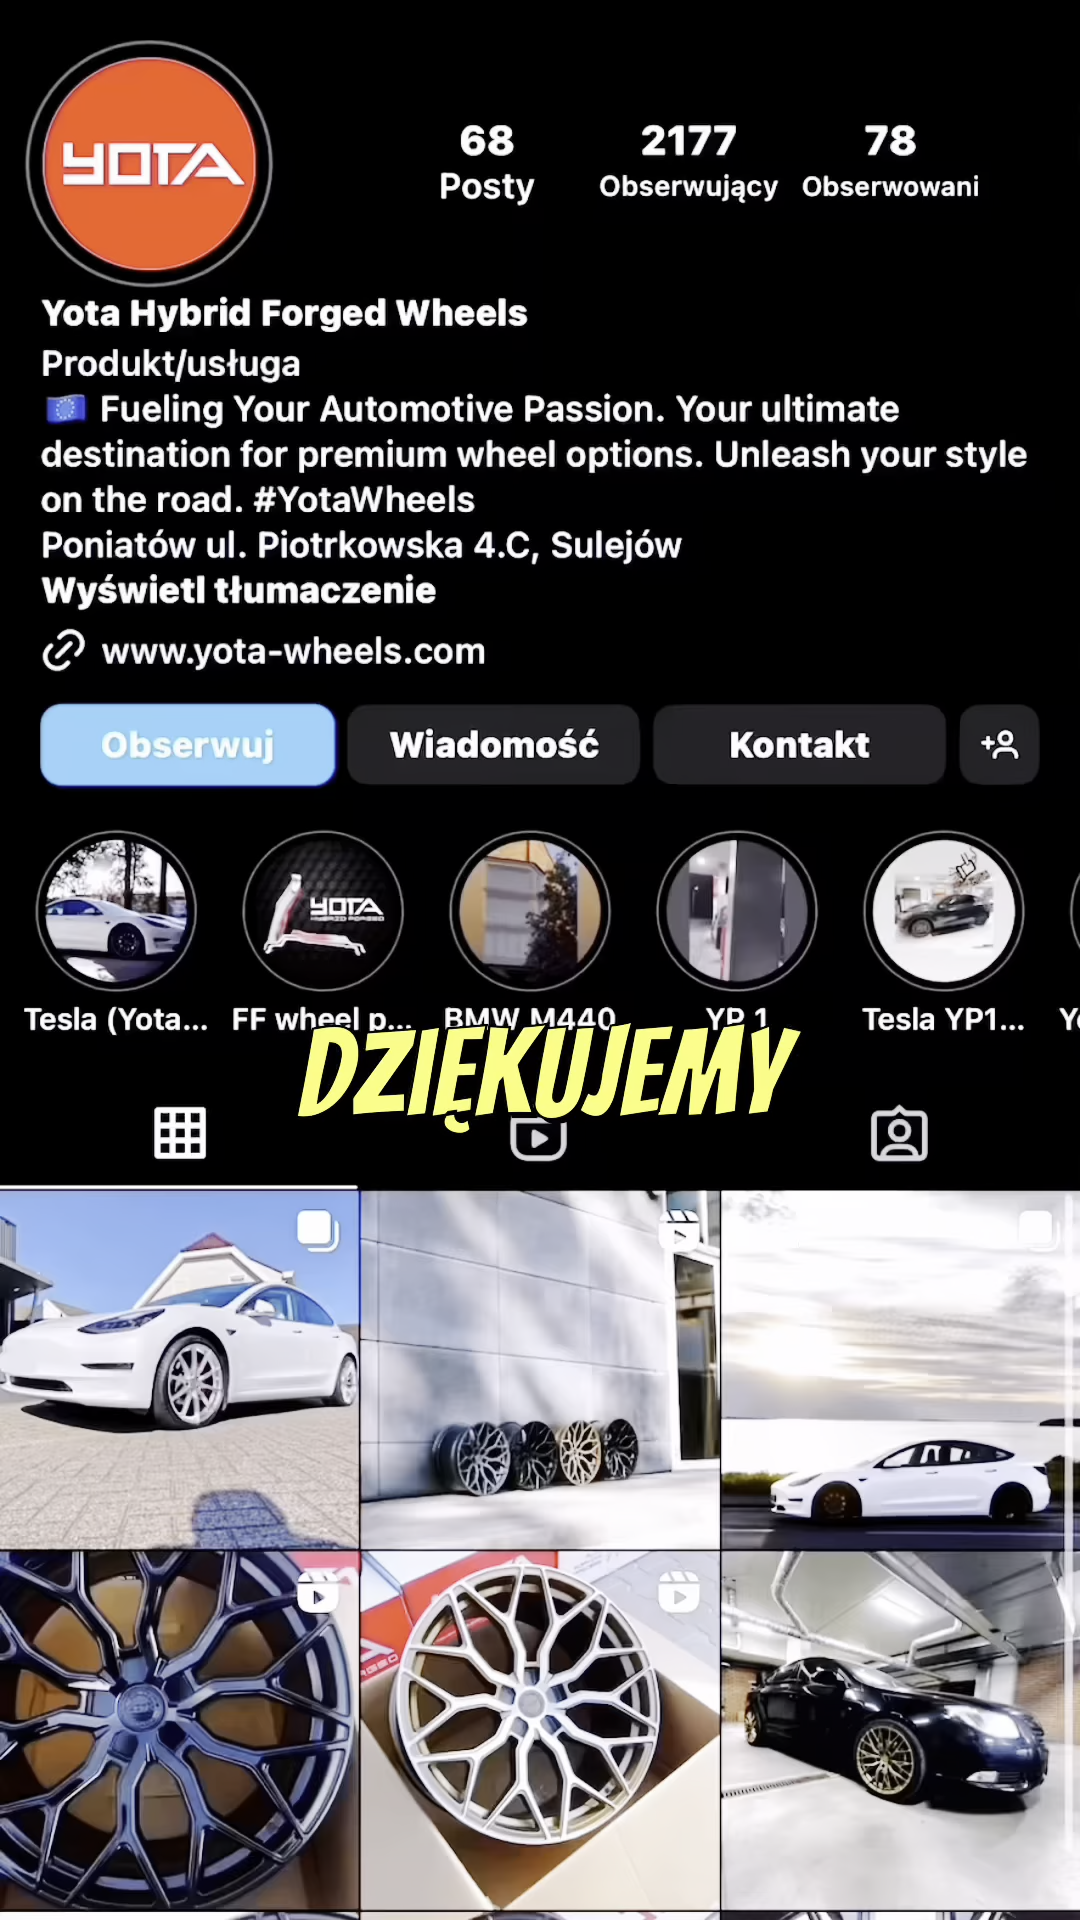 YOTA
68
Posty
2177
Obserwujący
78
Obserwowani
Yota Hybrid Forged Wheels
Produkt/usługa
🇪🇺 Fueling Your Automotive Passion. Your ultimate
destination for premium wheel options. Unleash your style
on the road. #YotaWheels
Poniatów ul. Piotrkowska 4.C, Sulejów
Wyświetl tłumaczenie
www.yota-wheels.com
Obserwuj
Wiadomość
Kontakt
YOTA
HYBRID FORGED
Tesla (Yota...
FF wheel p...
BMW M440
YP 1
Tesla YP1...
DZIĘKUJEMY